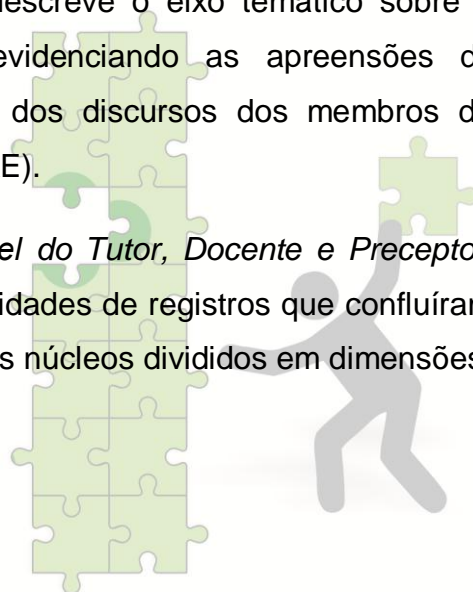 descreve o eixo temático sobre
evidenciando as apreensões d
dos discursos dos membros d
E).
el do Tutor, Docente e Precepto
idades de registros que confluíram
s núcleos divididos em dimensões